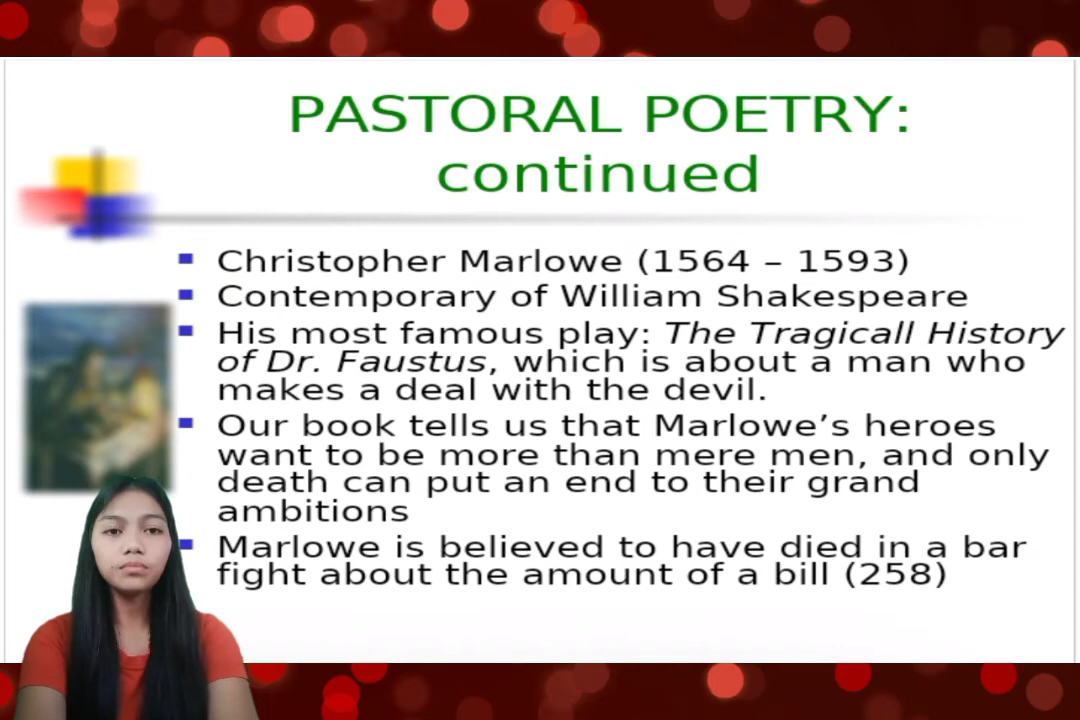 PASTORAL POETRY:
continued
Christopher Marlowe (1564 – 1593)
Contemporary of William Shakespeare
His most famous play: The Tragicall History
of Dr. Faustus, which is about a man who
makes a deal with the devil.
Our book tells us that Marlowe’s heroes
want to be more than mere men, and only
death can put an end to their grand
ambitions
Marlowe is believed to have died in a bar
fight about the amount of a bill (258)